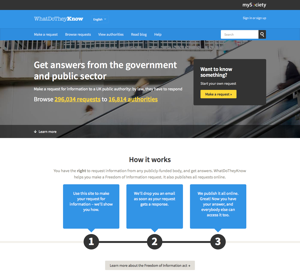 mySociety
WhatDoTheyKnow
English
Sign in or sign up
Make a request
Browse requests
View authorities
Read blog
Help
Search
Get answers from the government
and public sector
Make a request for information to a UK public authority: by law, they have to respond
Browse 296,034 requests to 16,814 authorities
Want to know
something?
Start your own request
Make a request »
+ Learn more
How it works
You have the right to request information from any publicly-funded body, and get answers. WhatDoTheyKnow
helps you make a Freedom of Information request. It also publishes all requests online.
Use this site to make
your request for
information – we'll show
you how.
We'll drop you an email
as soon as your request
gets a response.
We publish it all online.
Great! Now you have
your answer, and
everybody else can
access it too.
1
2
3
Learn more about the Freedom of Information act »